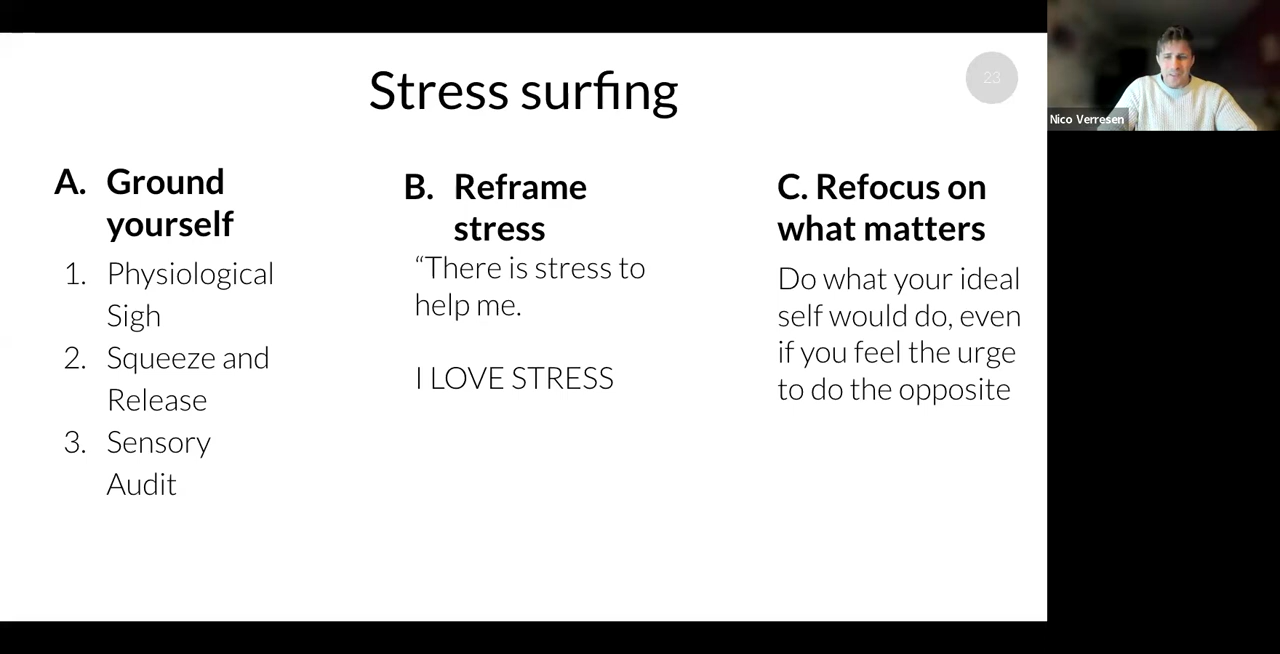 Stress surfing
23
A. Ground
yourself
1. Physiological
Sigh
2. Squeeze and
Release
3. Sensory
Audit
B. Reframe
stress
“There is stress to
help me.
I LOVE STRESS
C. Refocus on
what matters
Do what your ideal
self would do, even
if you feel the urge
to do the opposite
Nico Verresen